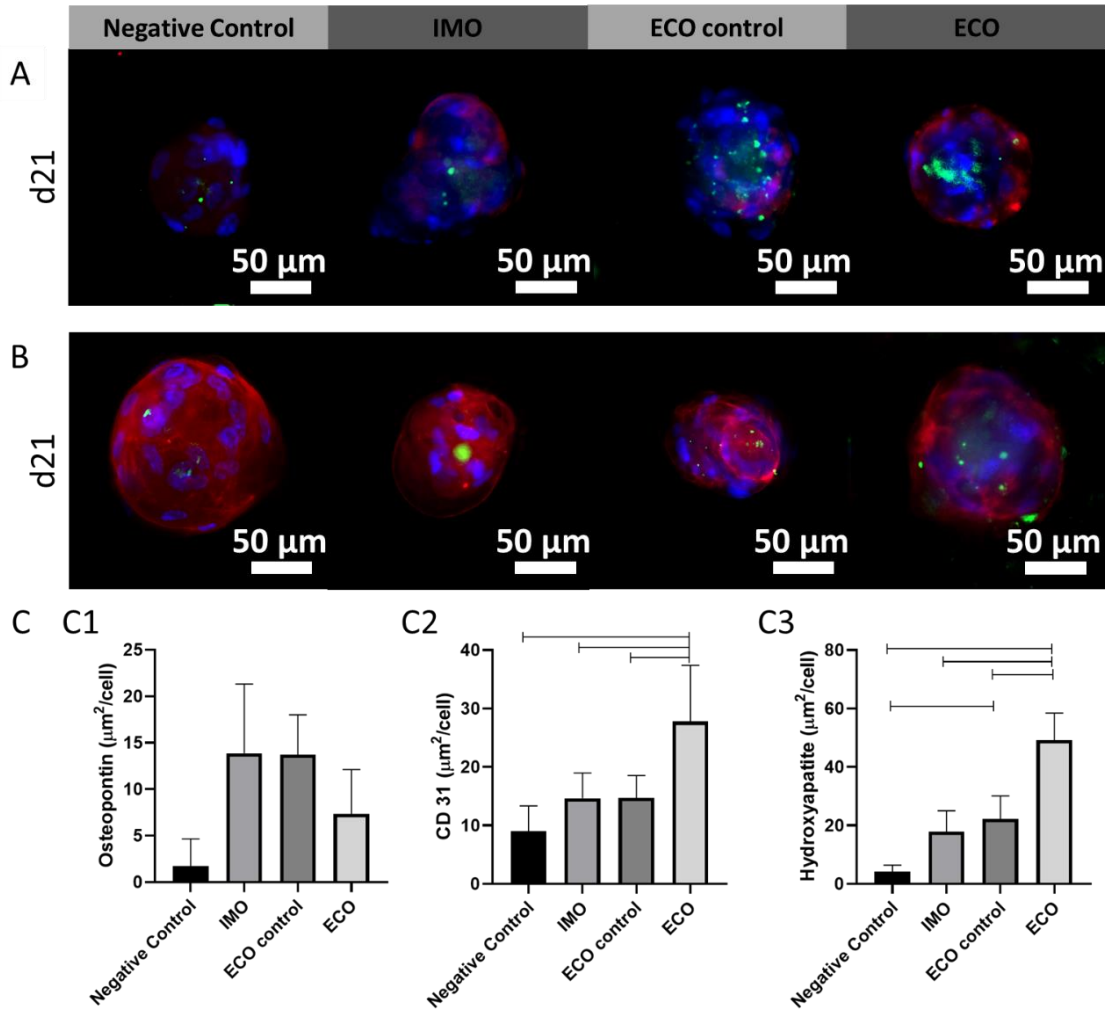 Negative Control IMO ECO control ECO
A
d21
50 μm 50 μm 50 μm 50 μm
B
d21
50 μm 50 μm 50 μm 50 μm
C C1 C2 C3
Osteopontin (μm²/cell)
25
20
15
10
5
0
Negative Control
IMO
ECO control
ECO
CD 31 (μm²/cell)
40
30
20
10
0
Negative Control
IMO
ECO control
ECO
Hydroxyapatite (μm²/cell)
80
60
40
20
0
Negative Control
IMO
ECO control
ECO